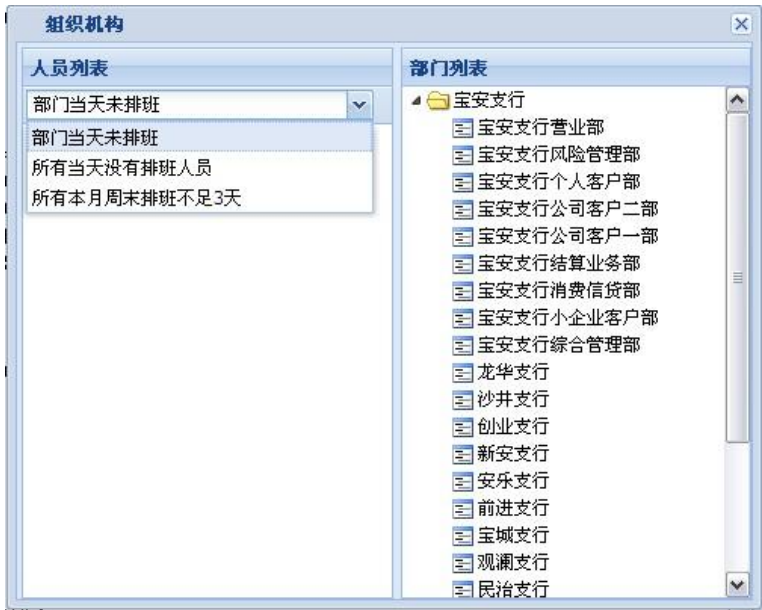 组织机构
人员列表
部门当天未排班
部门当天未排班
所有当天没有排班人员
所有本月周末排班不足3天
部门列表
宝安支行
宝安支行营业部
宝安支行风险管理部
宝安支行个人客户部
宝安支行公司客户二部
宝安支行公司客户一部
宝安支行结算业务部
宝安支行消费信贷部
宝安支行小企业客户部
宝安支行综合管理部
龙华支行
沙井支行
创业支行
新安支行
安乐支行
前进支行
宝城支行
观澜支行
民治支行